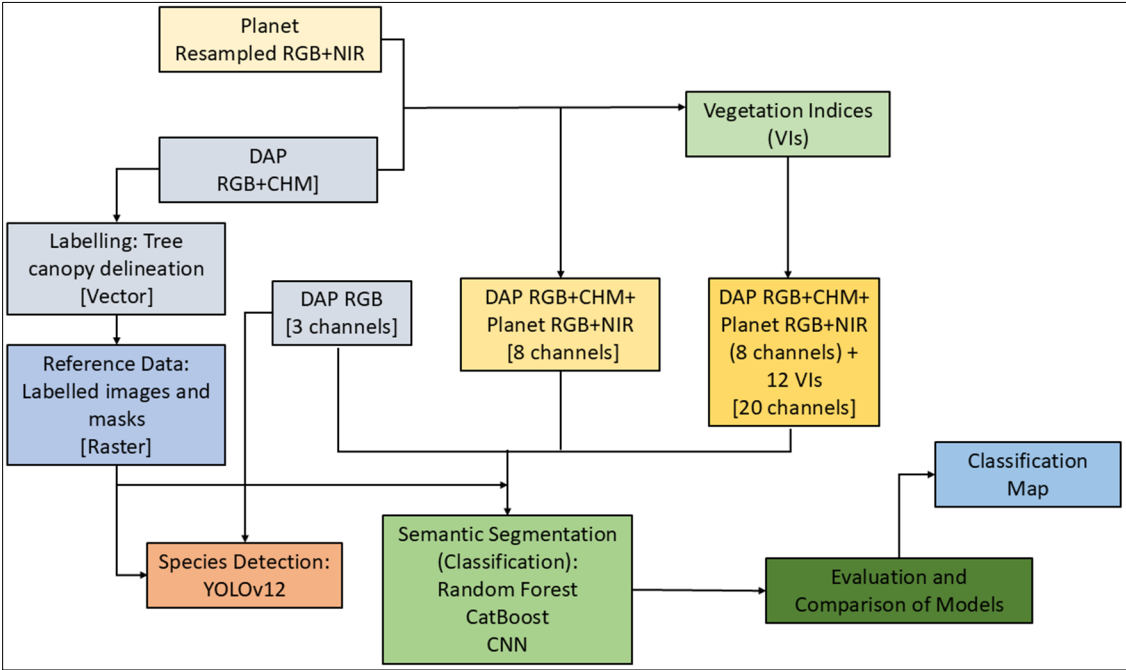 Planet
Resampled RGB+NIR
Vegetation Indices
(VIs)
DAP
RGB+CHM]
Labelling: Tree
canopy delineation
[Vector]
DAP RGB
[3 channels]
DAP RGB+CHM+
Planet RGB+NIR
[8 channels]
DAP RGB+CHM+
Planet RGB+NIR
(8 channels) +
12 VIs
[20 channels]
Reference Data:
Labelled images and
masks
[Raster]
Classification
Map
Species Detection:
YOLOv12
Semantic Segmentation
(Classification):
Random Forest
CatBoost
CNN
Evaluation and
Comparison of Models